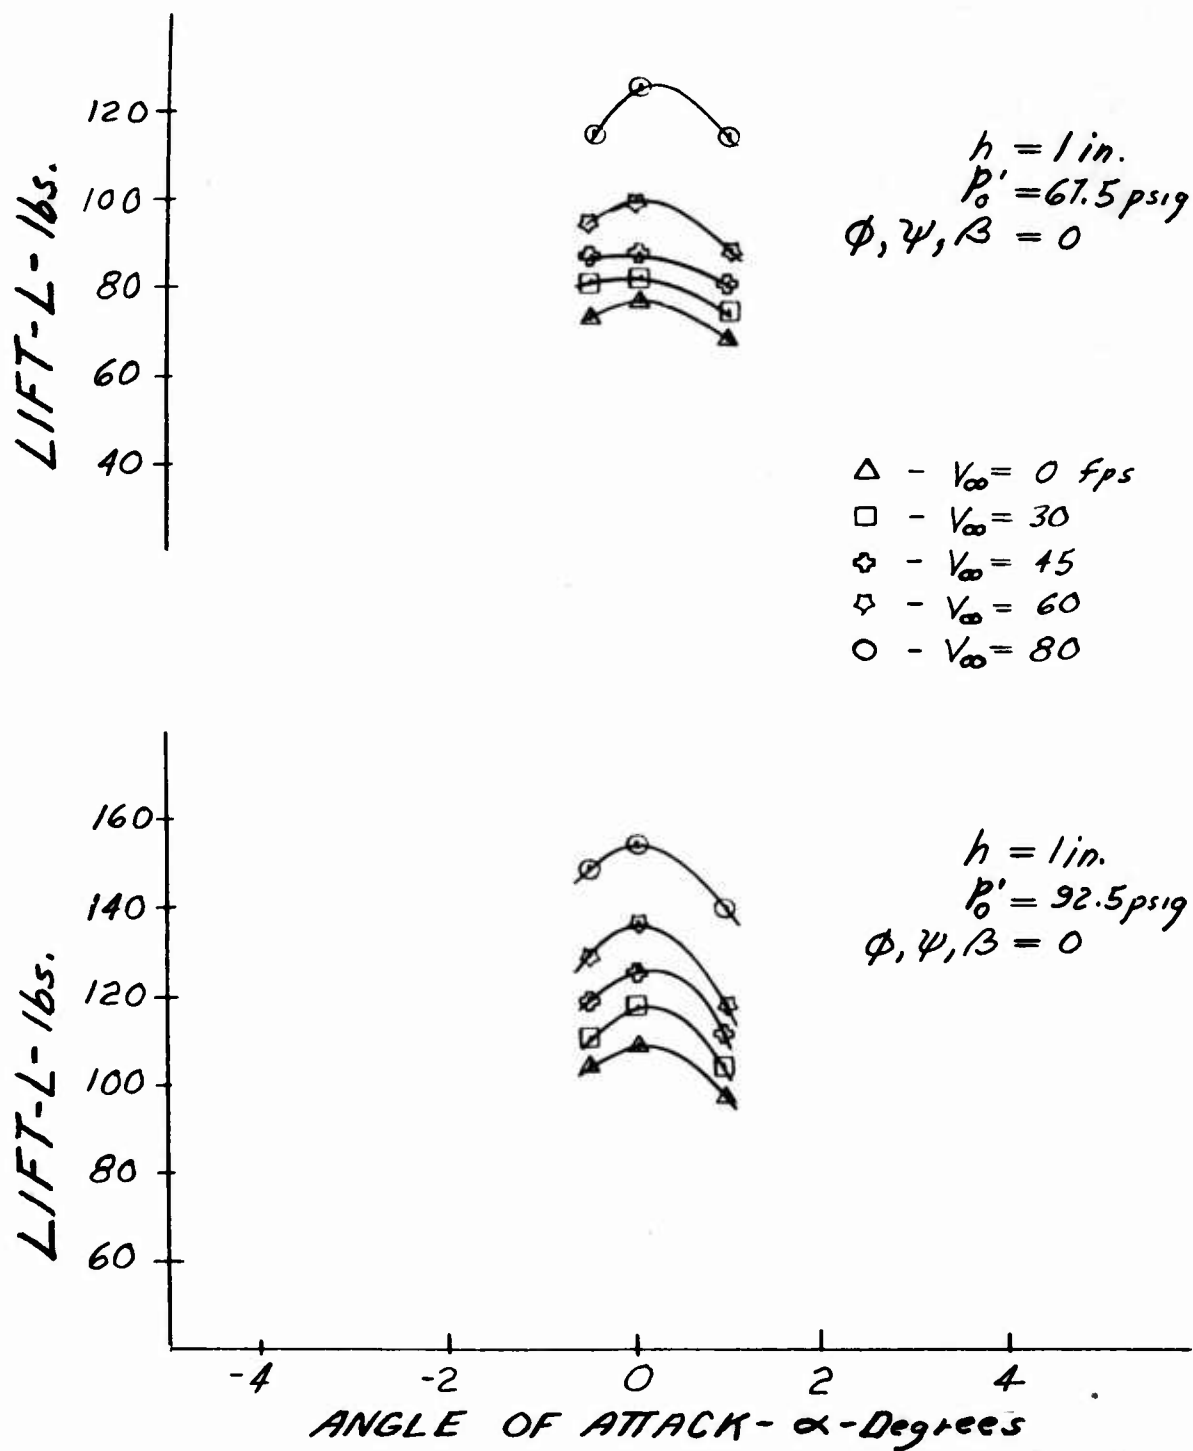 LIFT-L-lbs.
120
100
80
60
40
h = 1 in.
P₀' = 67.5 psig
ϕ, ψ, β = 0
△ - V∞ = 0 fps
□ - V∞ = 30
✣ - V∞ = 45
☆ - V∞ = 60
○ - V∞ = 80
LIFT-L-lbs.
160
140
120
100
80
60
h = 1 in.
P₀' = 92.5 psig
ϕ, ψ, β = 0
-4 -2 0 2 4
ANGLE OF ATTACK - α - Degrees